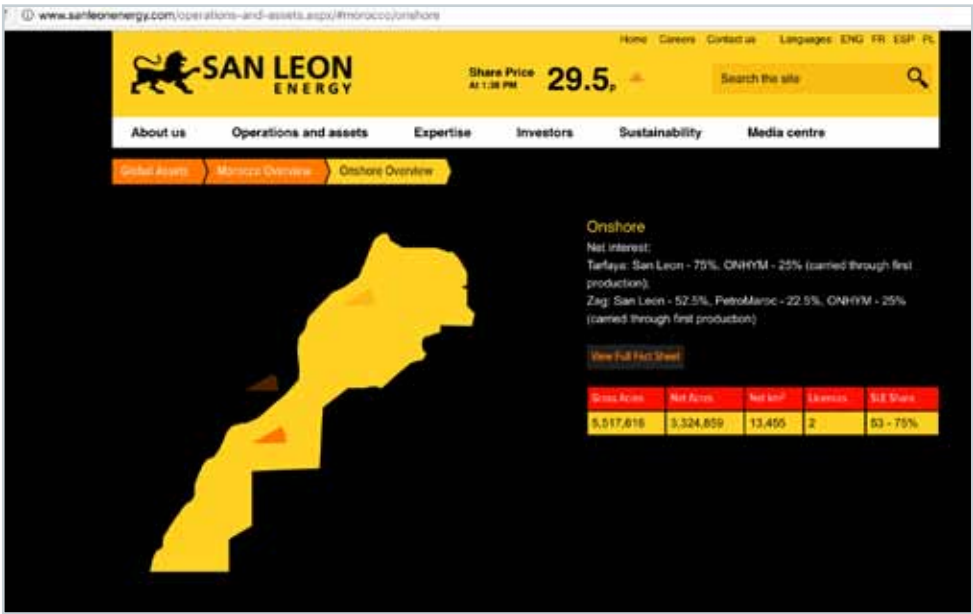 www.sanleonenergy.com/operations-and-assets.aspx/#morocco/onshore
Home Careers Contact us Languages ENG FR ESP PL
SAN LEON
ENERGY
Share Price
At 1:38 PM
29.5p
Search the site
About us Operations and assets Expertise Investors Sustainability Media centre
Global Assets Morocco Overview Onshore Overview
Onshore
Net interest:
Tarfaya: San Leon - 75%, ONHYM - 25% (carried through first
production);
Zag: San Leon - 52.5%, PetroMaroc - 22.5%, ONHYM - 25%
(carried through first production)
View Full Fact Sheet
Gross Acres Net Acres Net km² Licences SLE Share
5,517,616 3,324,859 13,455 2 53 - 75%